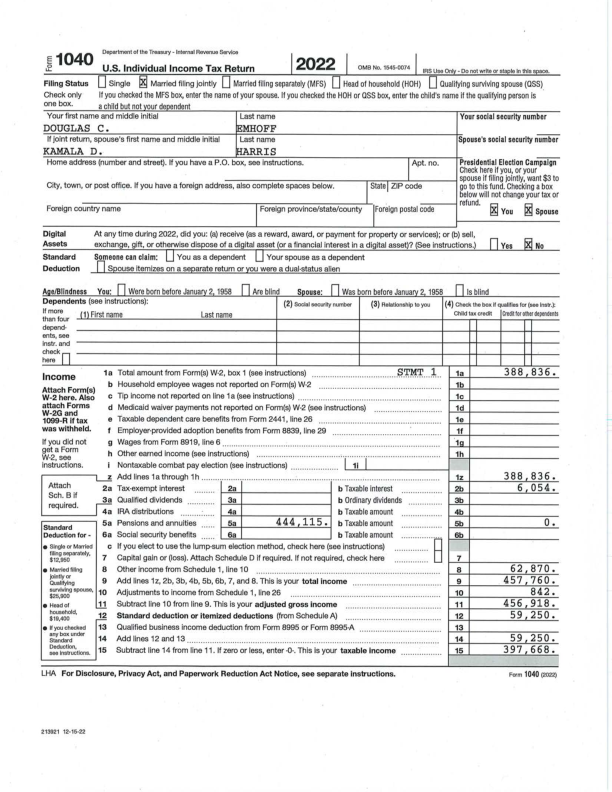 Form 1040
Department of the Treasury - Internal Revenue Service
U.S. Individual Income Tax Return
2022
OMB No. 1545-0074
IRS Use Only - Do not write or staple in this space.
Filing Status
Check only one box.
Single
X Married filing jointly
Married filing separately (MFS)
Head of household (HOH)
Qualifying surviving spouse (QSS)
If you checked the MFS box, enter the name of your spouse. If you checked the HOH or QSS box, enter the child's name if the qualifying person is
a child but not your dependent
Your first name and middle initial
Last name
Your social security number
DOUGLAS C.
EMHOFF
If joint return, spouse's first name and middle initial
Last name
Spouse's social security number
KAMALA D.
HARRIS
Home address (number and street). If you have a P.O. box, see instructions.
Apt. no.
Presidential Election Campaign
Check here if you, or your
spouse if filing jointly, want $3 to
go to this fund. Checking a box
below will not change your tax or
refund.
X You X Spouse
City, town, or post office. If you have a foreign address, also complete spaces below.
State
ZIP code
Foreign country name
Foreign province/state/county
Foreign postal code
Digital
Assets
At any time during 2022, did you: (a) receive (as a reward, award, or payment for property or services); or (b) sell,
exchange, gift, or otherwise dispose of a digital asset (or a financial interest in a digital asset)? (See instructions.)
Yes X No
Standard
Deduction
Someone can claim: You as a dependent Your spouse as a dependent
Spouse itemizes on a separate return or you were a dual-status alien
Age/Blindness You: Were born before January 2, 1958 Are blind Spouse: Was born before January 2, 1958 Is blind
Dependents (see instructions):
(2) Social security number
(3) Relationship to you
(4) Check the box if qualifies for (see instr.):
If more
than four
depend-
ents, see
instr. and
check
here
(1) First name
Last name
Child tax credit
Credit for other dependents
Income
Attach Form(s)
W-2 here. Also
attach Forms
W-2G and
1099-R if tax
was withheld.
If you did not
get a Form
W-2, see
instructions.
1a Total amount from Form(s) W-2, box 1 (see instructions) STMT 1 1a 388,836.
b Household employee wages not reported on Form(s) W-2 1b
c Tip income not reported on line 1a (see instructions) 1c
d Medicaid waiver payments not reported on Form(s) W-2 (see instructions) 1d
e Taxable dependent care benefits from Form 2441, line 26 1e
f Employer-provided adoption benefits from Form 8839, line 29 1f
g Wages from Form 8919, line 6 1g
h Other earned income (see instructions) 1h
i Nontaxable combat pay election (see instructions) 1i
z Add lines 1a through 1h 1z 388,836.
Attach
Sch. B if
required.
2a Tax-exempt interest 2a b Taxable interest 2b 6,054.
3a Qualified dividends 3a b Ordinary dividends 3b
4a IRA distributions 4a b Taxable amount 4b
5a Pensions and annuities 5a 444,115. b Taxable amount 5b 0.
6a Social security benefits 6a b Taxable amount 6b
Standard
Deduction for -
● Single or Married
filing separately,
$12,950
● Married filing
jointly or
Qualifying
surviving spouse,
$25,900
● Head of
household,
$19,400
● If you checked
any box under
Standard
Deduction,
see instructions.
c If you elect to use the lump-sum election method, check here (see instructions)
7 Capital gain or (loss). Attach Schedule D if required. If not required, check here 7
8 Other income from Schedule 1, line 10 8 62,870.
9 Add lines 1z, 2b, 3b, 4b, 5b, 6b, 7, and 8. This is your total income 9 457,760.
10 Adjustments to income from Schedule 1, line 26 10 842.
11 Subtract line 10 from line 9. This is your adjusted gross income 11 456,918.
12 Standard deduction or itemized deductions (from Schedule A) 12 59,250.
13 Qualified business income deduction from Form 8995 or Form 8995-A 13
14 Add lines 12 and 13 14 59,250.
15 Subtract line 14 from line 11. If zero or less, enter -0-. This is your taxable income 15 397,668.
LHA For Disclosure, Privacy Act, and Paperwork Reduction Act Notice, see separate instructions.
Form 1040 (2022)
213921 12-15-22